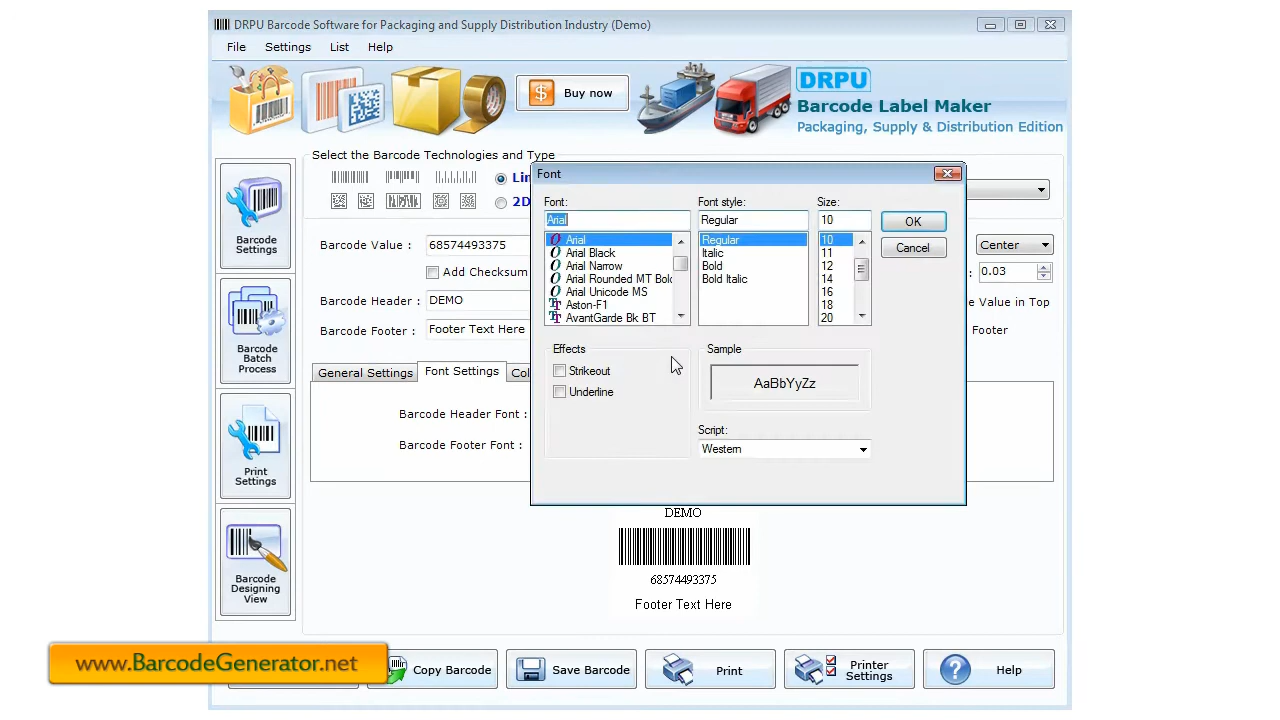 DRPU Barcode Software for Packaging and Supply Distribution Industry (Demo)
File Settings List Help
Buy now
DRPU
Barcode Label Maker
Packaging, Supply & Distribution Edition
Select the Barcode Technologies and Type
Barcode Settings
Barcode Batch Process
Print Settings
Barcode Designing View
Barcode Value : 68574493375
Add Checksum
Barcode Header : DEMO
Barcode Footer : Footer Text Here
Center
0.03
Value in Top
Footer
General Settings Font Settings
Barcode Header Font :
Barcode Footer Font :
Font
Font: Font style: Size:
Arial Regular 10
OK
Cancel
Arial Regular 10
Arial Black Italic 11
Arial Narrow Bold 12
Arial Rounded MT Bold Bold Italic 14
Arial Unicode MS 16
Aston-F1 18
AvantGarde Bk BT 20
Effects Sample
Strikeout
Underline
AaBbYyZz
Script:
Western
DEMO
68574493375
Footer Text Here
www.BarcodeGenerator.net
Copy Barcode Save Barcode Print Printer Settings Help